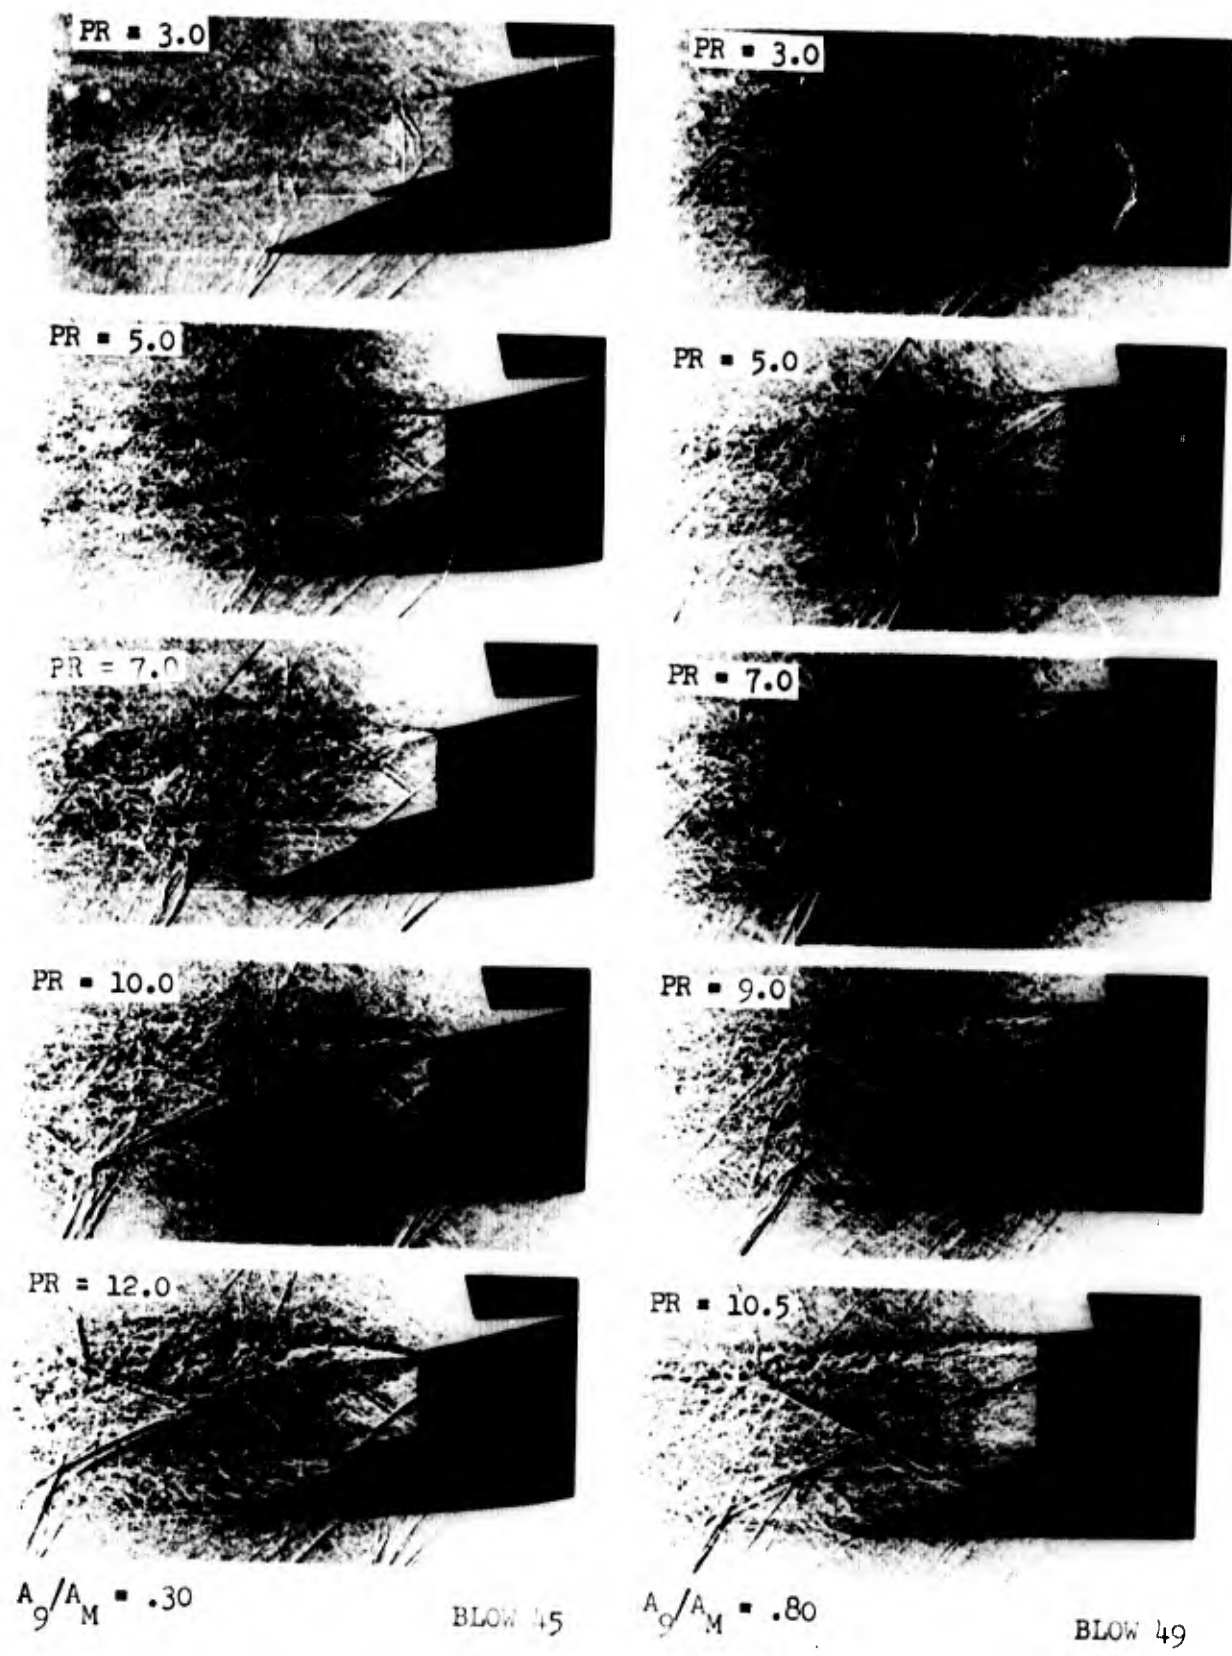 PR = 3.0
PR = 5.0
PR = 7.0
PR = 10.0
PR = 12.0
A9/AM = .30
BLOW 45
PR = 3.0
PR = 5.0
PR = 7.0
PR = 9.0
PR = 10.5
A9/AM = .80
BLOW 49